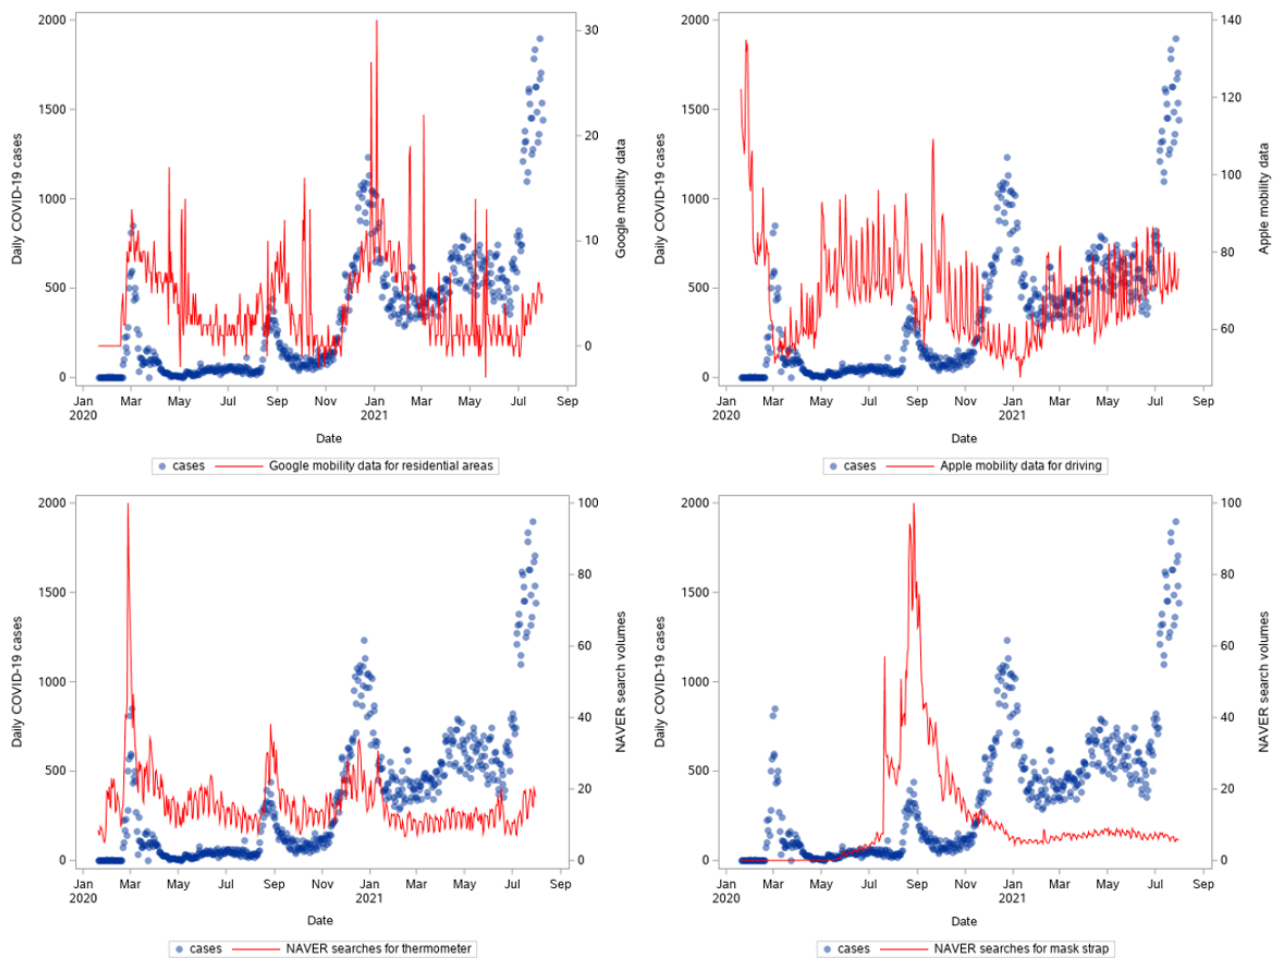 2000
1500
1000
500
0
Daily COVID-19 cases
30
20
10
0
Google mobility data
Jan Mar May Jul Sep Nov Jan Mar May Jul Sep
2020 2021
Date
cases Google mobility data for residential areas
2000
1500
1000
500
0
Daily COVID-19 cases
140
120
100
80
60
Apple mobility data
Jan Mar May Jul Sep Nov Jan Mar May Jul Sep
2020 2021
Date
cases Apple mobility data for driving
2000
1500
1000
500
0
Daily COVID-19 cases
100
80
60
40
20
0
NAVER search volumes
Jan Mar May Jul Sep Nov Jan Mar May Jul Sep
2020 2021
Date
cases NAVER searches for thermometer
2000
1500
1000
500
0
Daily COVID-19 cases
100
80
60
40
20
0
NAVER search volumes
Jan Mar May Jul Sep Nov Jan Mar May Jul Sep
2020 2021
Date
cases NAVER searches for mask strap